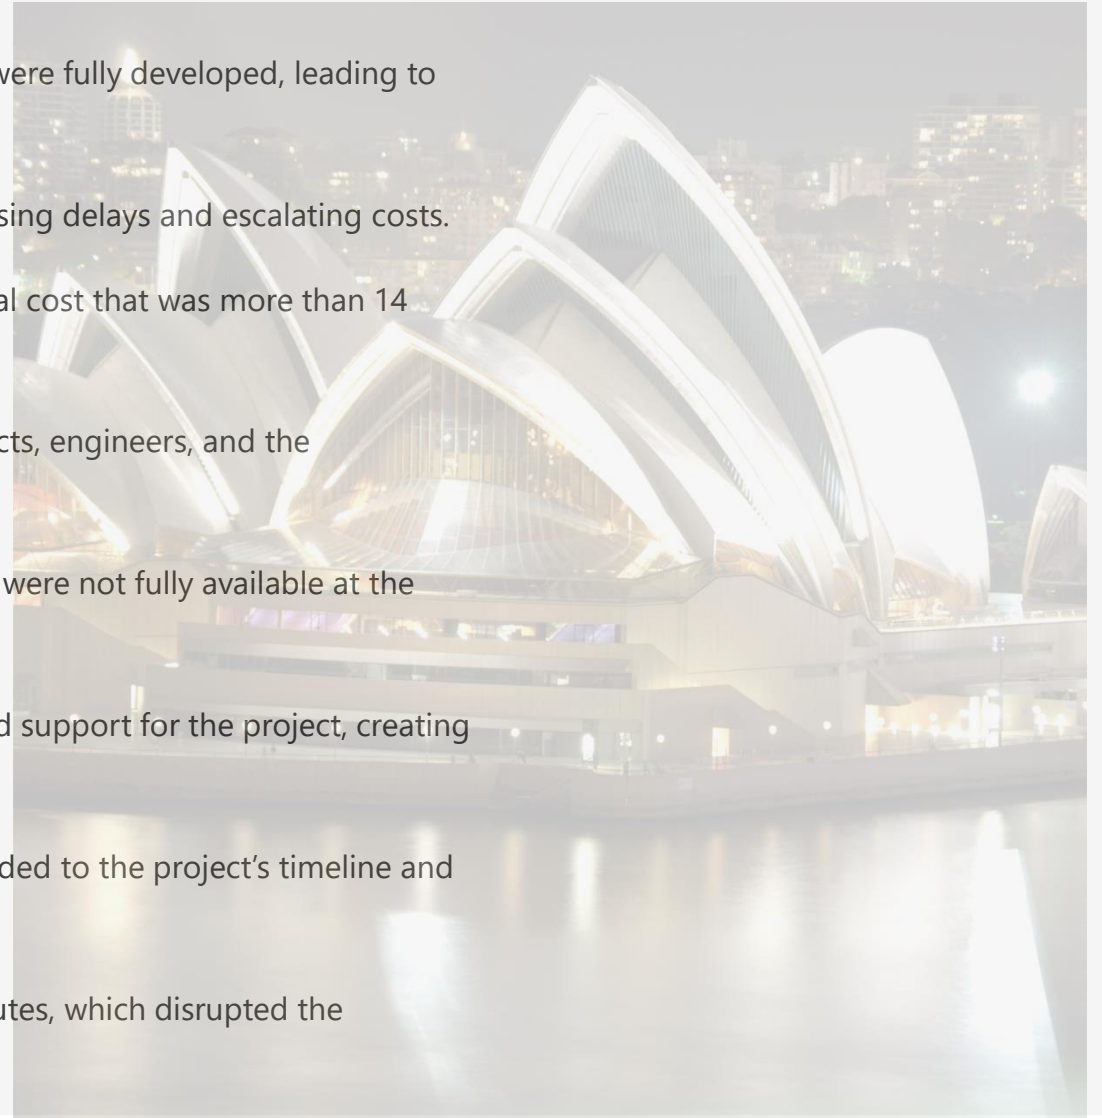 were fully developed, leading to
sing delays and escalating costs.
al cost that was more than 14
cts, engineers, and the
were not fully available at the
d support for the project, creating
ded to the project’s timeline and
utes, which disrupted the